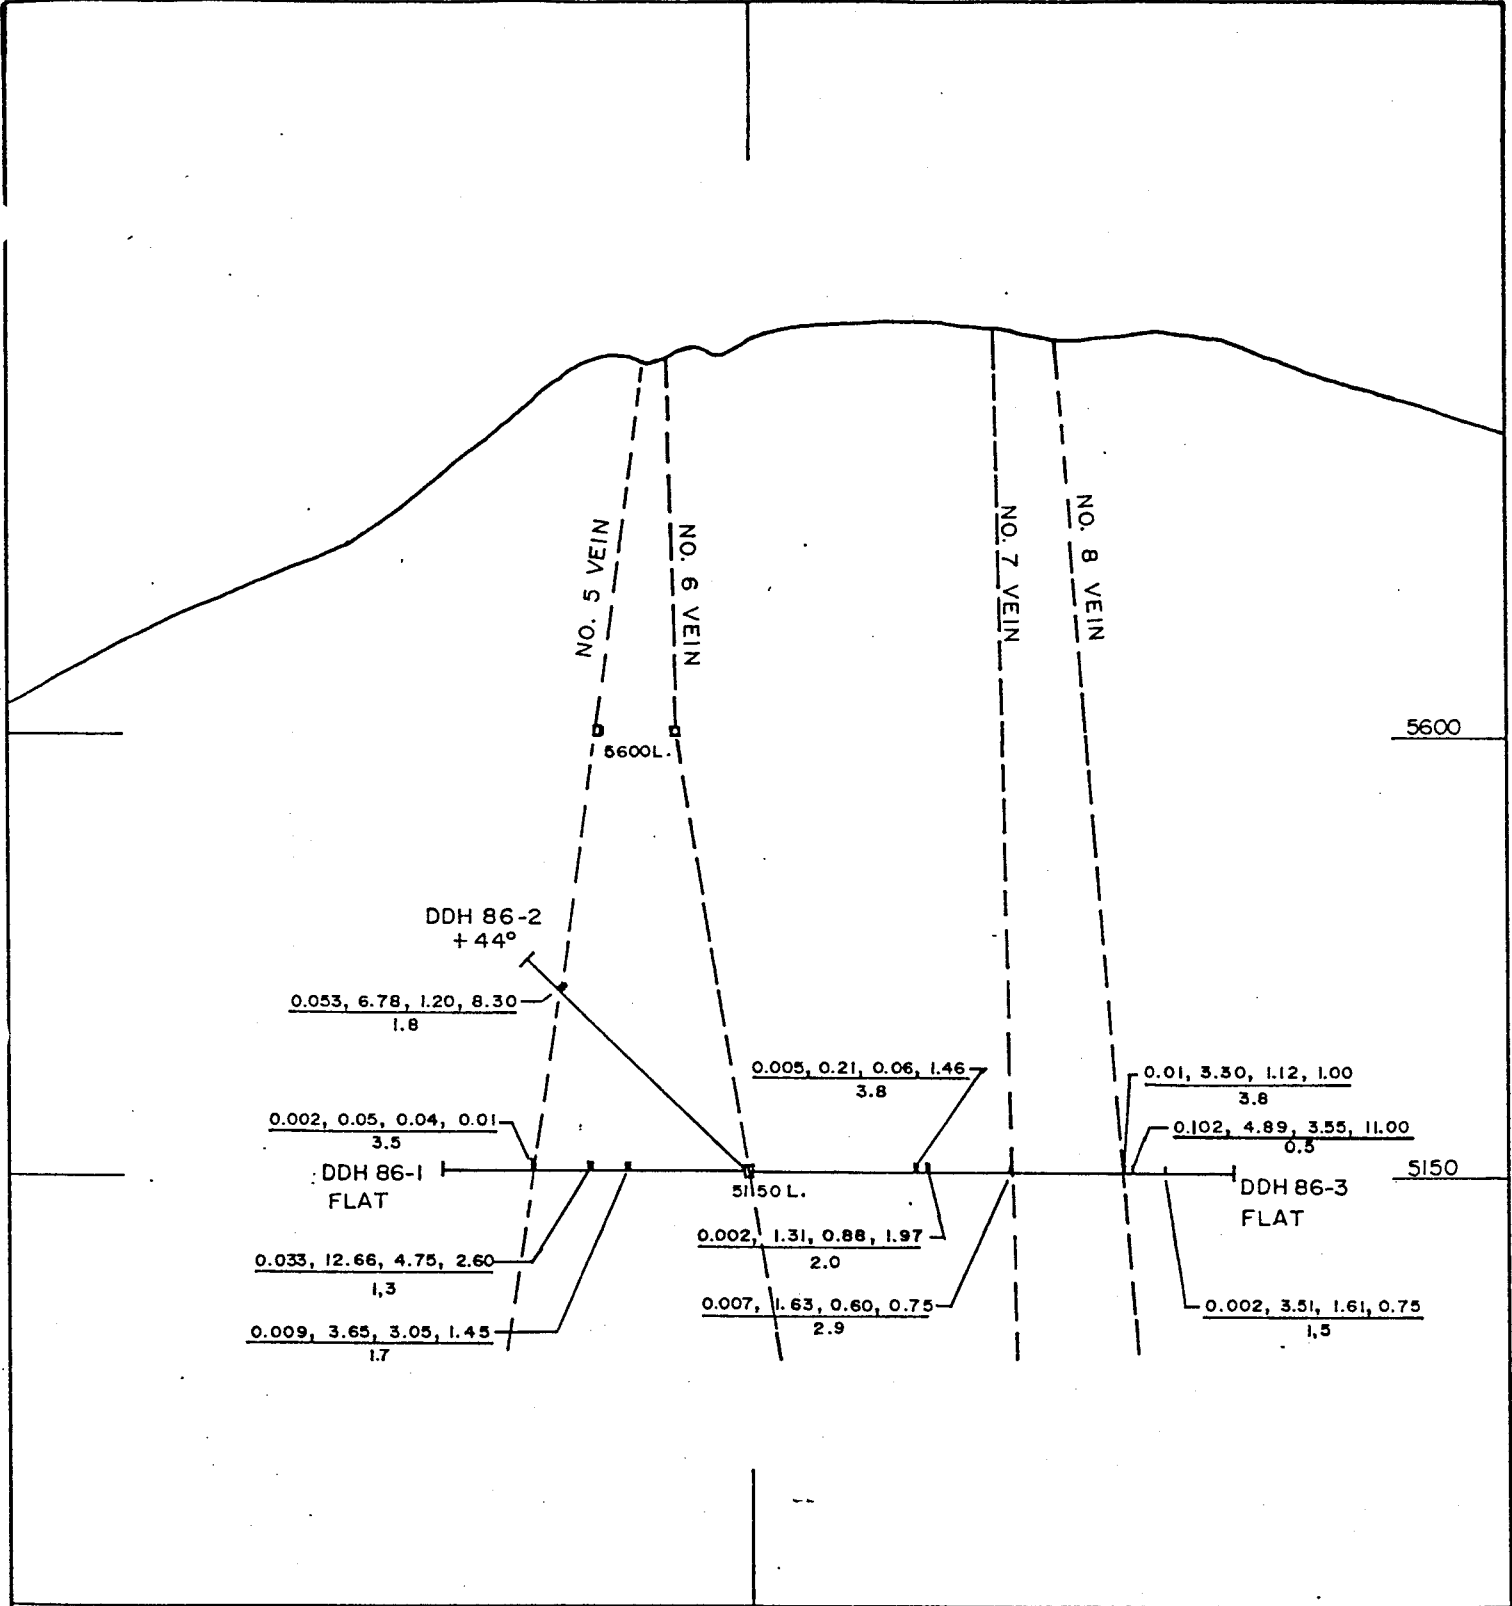 NO. 5 VEIN
NO. 6 VEIN
NO. 7 VEIN
NO. 8 VEIN
5600
5600L.
DDH 86-2
+ 44°
0.053, 6.78, 1.20, 8.30
1.8
0.005, 0.21, 0.06, 1.46
3.8
0.01, 3.30, 1.12, 1.00
3.8
0.002, 0.05, 0.04, 0.01
3.5
0.102, 4.89, 3.55, 11.00
0.5
DDH 86-1
FLAT
5150 L.
5150
DDH 86-3
FLAT
0.002, 1.31, 0.88, 1.97
2.0
0.033, 12.66, 4.75, 2.60
1,3
0.007, 1.63, 0.60, 0.75
2.9
0.002, 3.51, 1.61, 0.75
1,5
0.009, 3.65, 3.05, 1.45
1.7